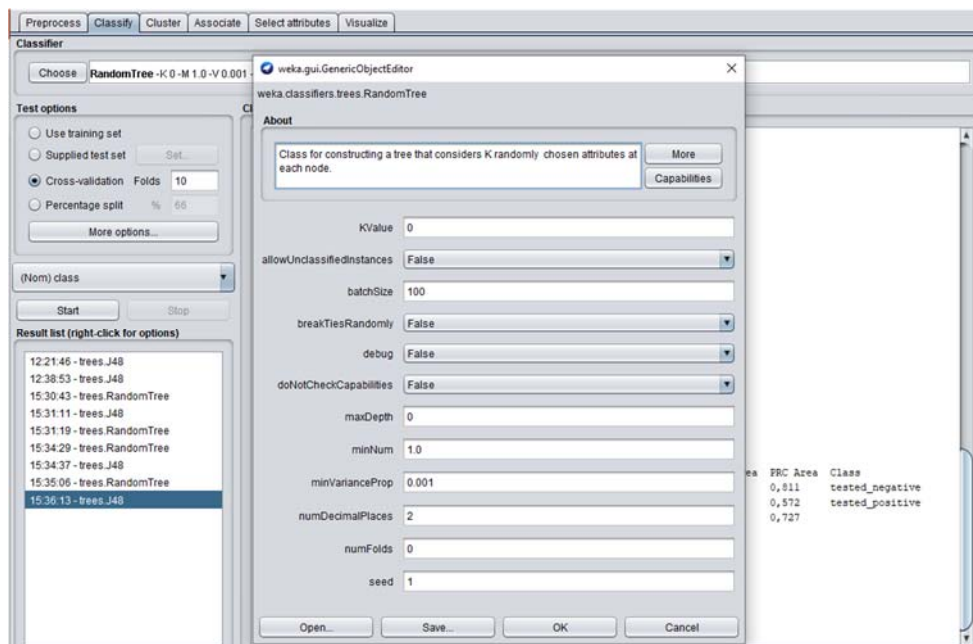 Preprocess Classify Cluster Associate Select attributes Visualize
Classifier
Choose RandomTree -K 0 -M 1.0 -V 0.001 -
Test options
Use training set
Supplied test set Set...
Cross-validation Folds 10
Percentage split % 66
More options...
(Nom) class
Start Stop
Result list (right-click for options)
12:21:46 - trees.J48
12:38:53 - trees.J48
15:30:43 - trees.RandomTree
15:31:11 - trees.J48
15:31:19 - trees.RandomTree
15:34:29 - trees.RandomTree
15:34:37 - trees.J48
15:35:06 - trees.RandomTree
15:36:13 - trees.J48
Cl
weka.gui.GenericObjectEditor
weka.classifiers.trees.RandomTree
About
Class for constructing a tree that considers K randomly chosen attributes at
each node.
More
Capabilities
KValue 0
allowUnclassifiedInstances False
batchSize 100
breakTiesRandomly False
debug False
doNotCheckCapabilities False
maxDepth 0
minNum 1.0
minVarianceProp 0.001
numDecimalPlaces 2
numFolds 0
seed 1
Open... Save... OK Cancel
ea PRC Area Class
0,811 tested_negative
0,572 tested_positive
0,727